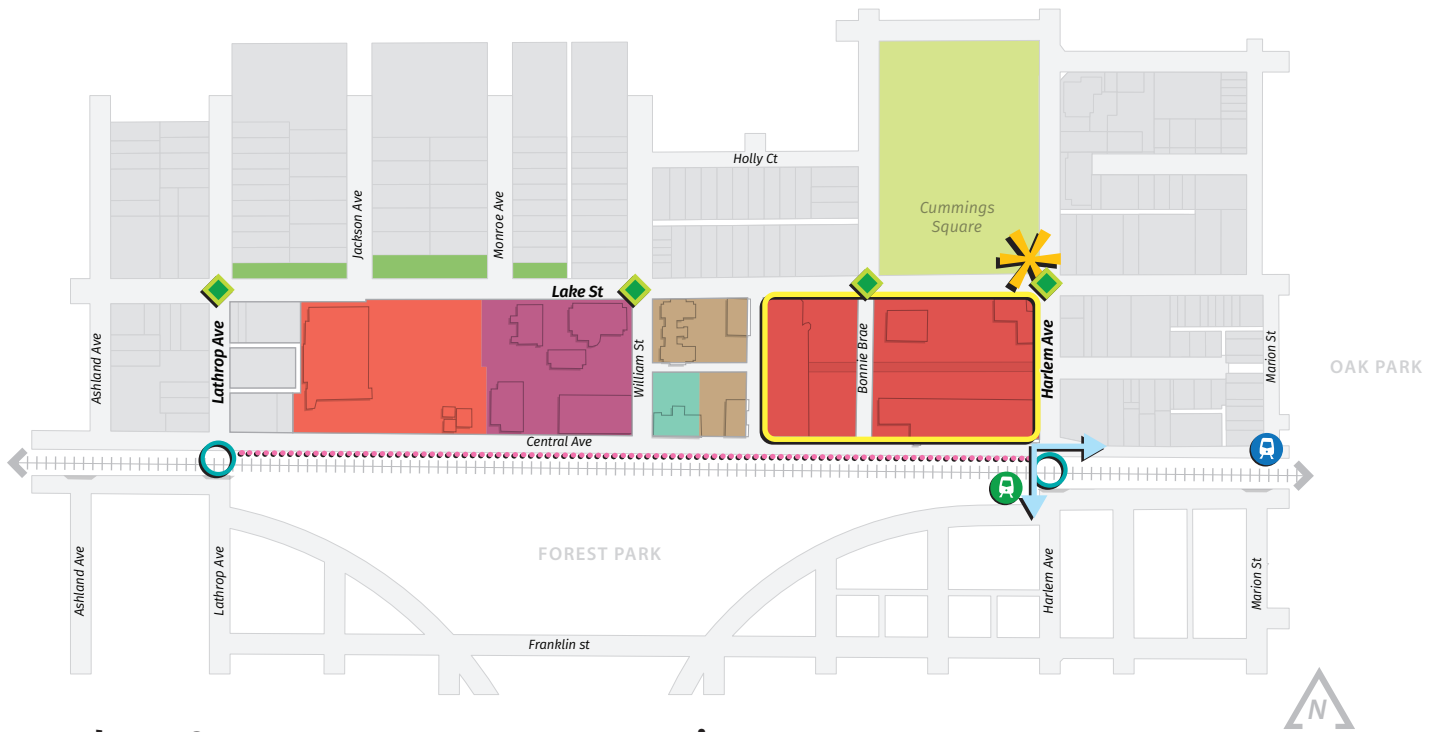 Holly Ct
Cummings
Square
Jackson Ave
Monroe Ave
Lake St
Ashland Ave
Lathrop Ave
William St
Bonnie Brae
Harlem Ave
Marion St
OAK PARK
Central Ave
FOREST PARK
Ashland Ave
Lathrop Ave
Harlem Ave
Marion St
Franklin st
N